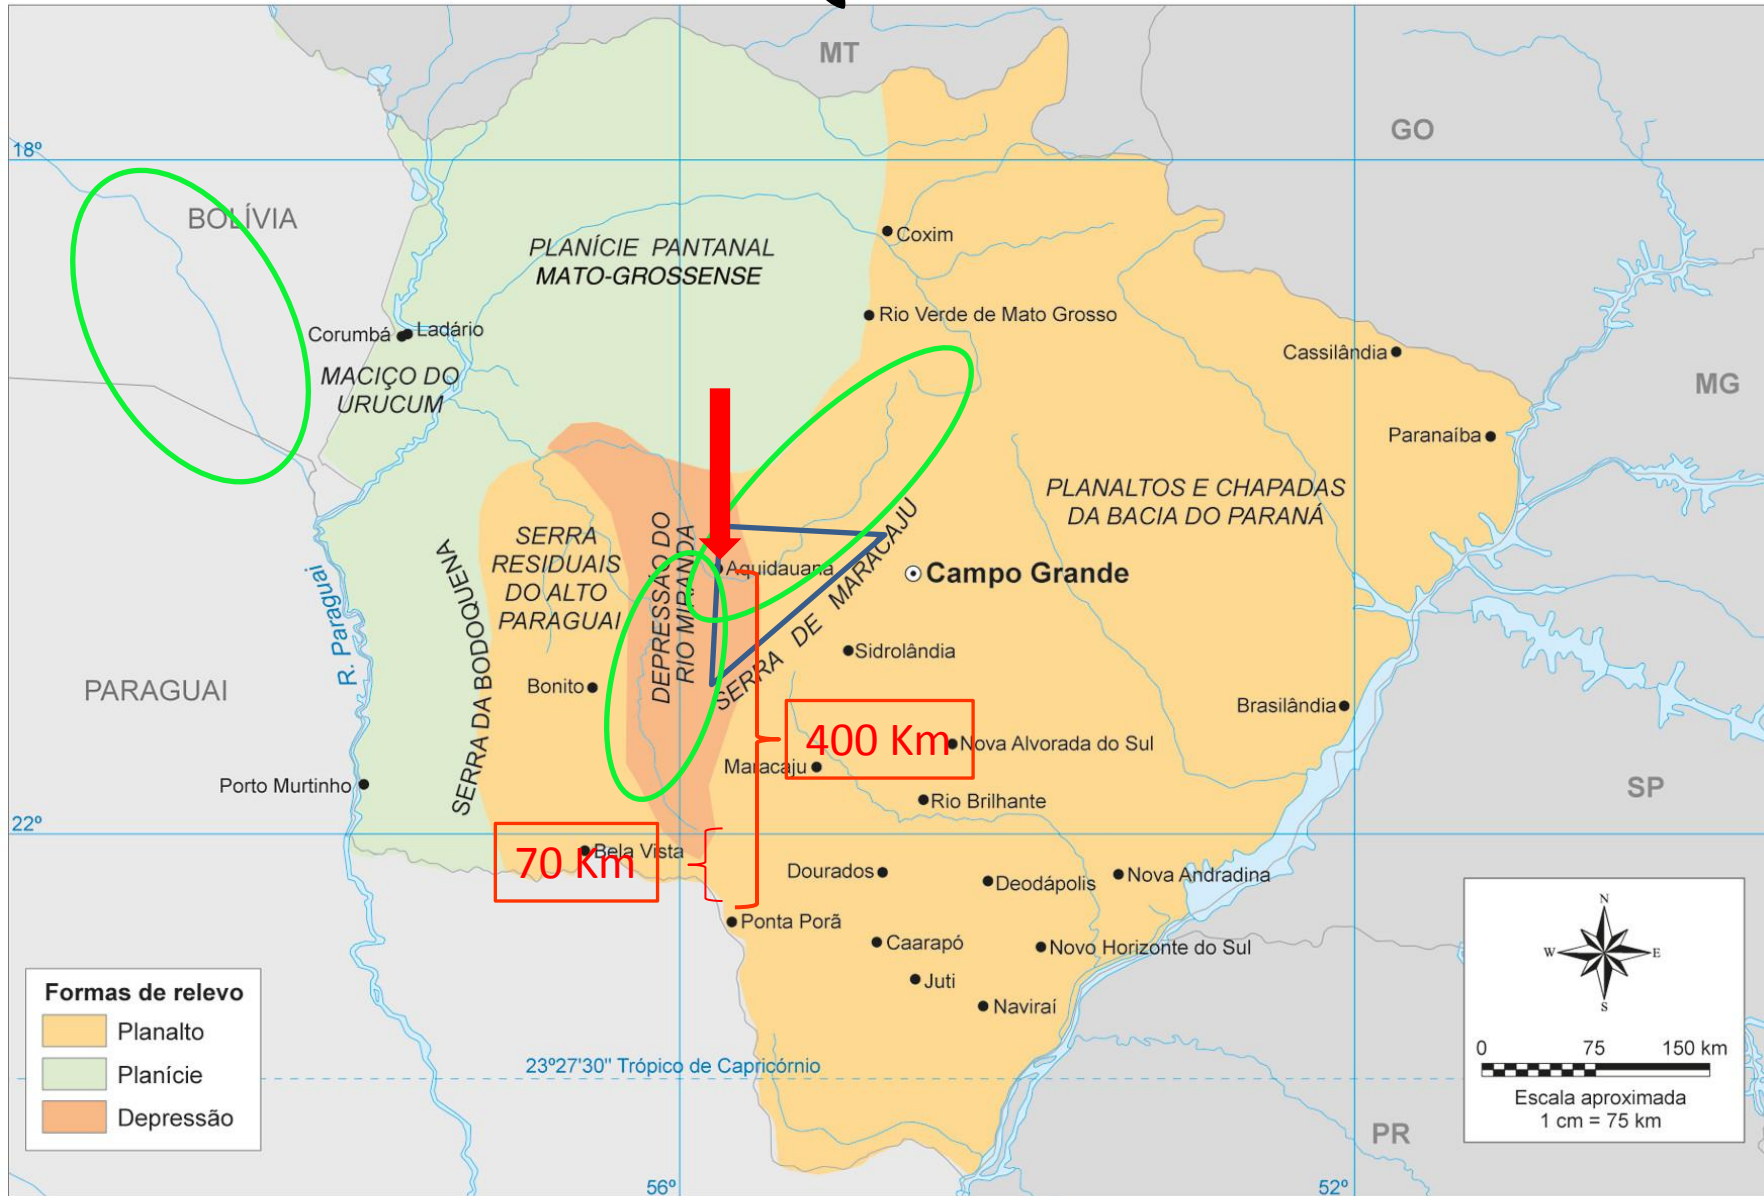 MT
GO
18º
BOLÍVIA
Coxim
PLANÍCIE PANTANAL
MATO-GROSSENSE
Rio Verde de Mato Grosso
Corumbá
Ladário
Cassilândia
MACIÇO DO
URUCUM
MG
Paranaíba
PLANALTOS E CHAPADAS
DA BACIA DO PARANÁ
SERRA
RESIDUAIS
DO ALTO
PARAGUAI
DEPRESSÃO DO
RIO MIRANDA
Aquidauana
Campo Grande
SERRA DE MARACAJU
SERRA DA BODOQUENA
R. Paraguai
Sidrolândia
PARAGUAI
Bonito
Brasilândia
400 Km
Nova Alvorada do Sul
Maracaju
Porto Murtinho
Rio Brilhante
SP
22º
70 Km
Bela Vista
Dourados
Deodápolis
Nova Andradina
Ponta Porã
Caarapó
Novo Horizonte do Sul
Juti
Naviraí
N
W
E
S
Formas de relevo
Planalto
Planície
Depressão
23º27'30" Trópico de Capricórnio
0 75 150 km
Escala aproximada
1 cm = 75 km
PR
56º
52º